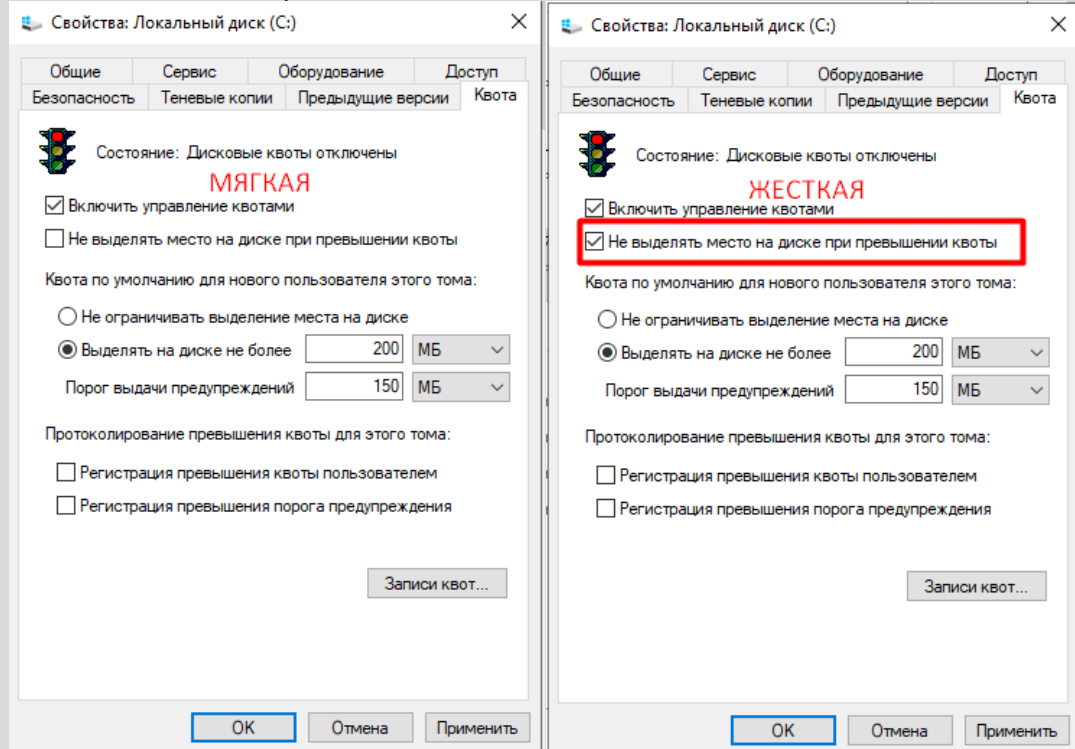 Свойства: Локальный диск (C:)
Общие Сервис Оборудование Доступ
Безопасность Теневые копии Предыдущие версии Квота
Состояние: Дисковые квоты отключены
МЯГКАЯ
Включить управление квотами
Не выделять место на диске при превышении квоты
Квота по умолчанию для нового пользователя этого тома:
Не ограничивать выделение места на диске
Выделять на диске не более 200 МБ
Порог выдачи предупреждений 150 МБ
Протоколирование превышения квоты для этого тома:
Регистрация превышения квоты пользователем
Регистрация превышения порога предупреждения
Записи квот...
OK Отмена Применить
Свойства: Локальный диск (C:)
Общие Сервис Оборудование Доступ
Безопасность Теневые копии Предыдущие версии Квота
Состояние: Дисковые квоты отключены
ЖЕСТКАЯ
Включить управление квотами
Не выделять место на диске при превышении квоты
Квота по умолчанию для нового пользователя этого тома:
Не ограничивать выделение места на диске
Выделять на диске не более 200 МБ
Порог выдачи предупреждений 150 МБ
Протоколирование превышения квоты для этого тома:
Регистрация превышения квоты пользователем
Регистрация превышения порога предупреждения
Записи квот...
OK Отмена Применить